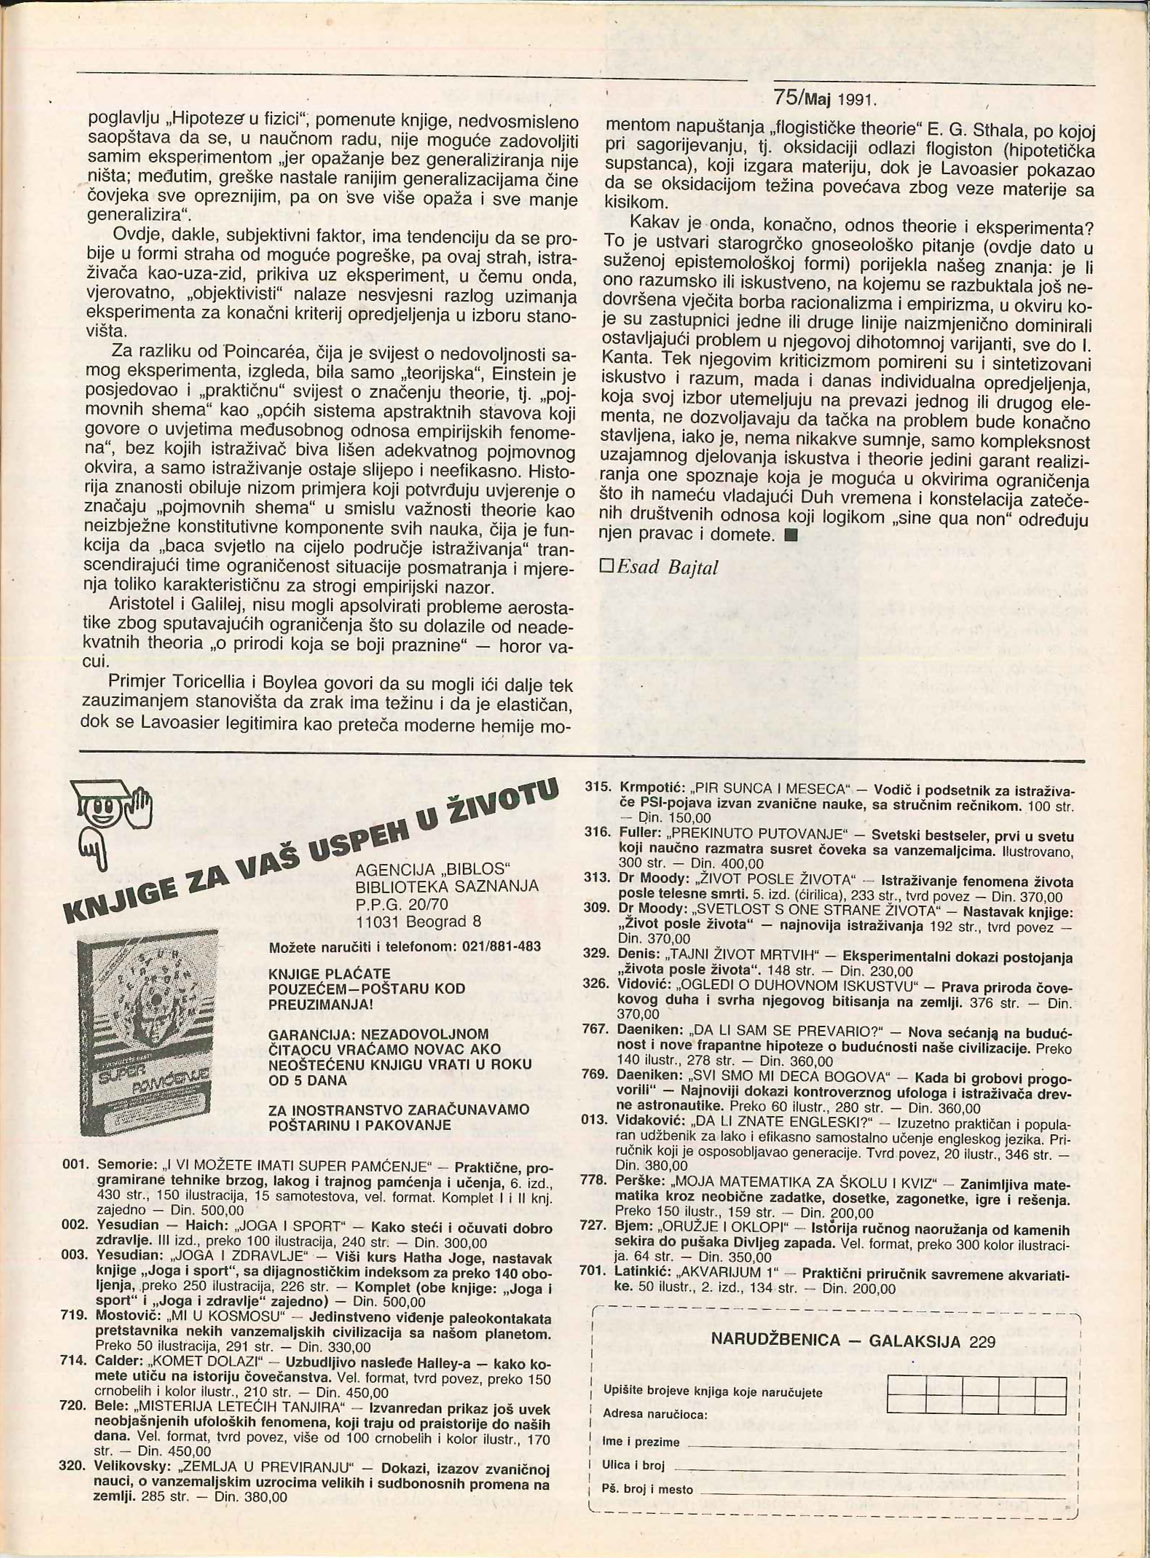 75/Maj 1991.
poglavlju „Hipoteze u fizici“, pomenute knjige, nedvosmisleno
saopštava da se, u naučnom radu, nije moguće zadovoljiti
samim eksperimentom „jer opažanje bez generaliziranja nije
ništa; međutim, greške nastale ranijim generalizacijama čine
čovjeka sve opreznijim, pa on sve više opaža i sve manje
generalizira“.
Ovdje, dakle, subjektivni faktor, ima tendenciju da se pro-
bije u formi straha od moguće pogreške, pa ovaj strah, istra-
živača kao-uza-zid, prikiva uz eksperiment, u čemu onda,
vjerovatno, „objektivisti“ nalaze nesvjesni razlog uzimanja
eksperimenta za konačni kriterij opredjeljenja u izboru stano-
višta.
Za razliku od Poincaréa, čija je svijest o nedovoljnosti sa-
mog eksperimenta, izgleda, bila samo „teorijska“, Einstein je
posjedovao i „praktičnu“ svijest o značenju theorie, tj. „poj-
movnih shema“ kao „općih sistema apstraktnih stavova koji
govore o uvjetima međusobnog odnosa empirijskih fenome-
na“, bez kojih istraživač biva lišen adekvatnog pojmovnog
okvira, a samo istraživanje ostaje slijepo i neefikasno. Histo-
rija znanosti obiluje nizom primjera koji potvrđuju uvjerenje o
značaju „pojmovnih shema“ u smislu važnosti theorie kao
neizbježne konstitutivne komponente svih nauka, čija je fun-
kcija da „baca svjetlo na cijelo područje istraživanja“ tran-
scendirajući time ograničenost situacije posmatranja i mjere-
nja toliko karakterističnu za strogi empirijski nazor.
Aristotel i Galilej, nisu mogli apsolvirati probleme aerosta-
tike zbog sputavajućih ograničenja što su dolazile od neade-
kvatnih theoria „o prirodi koja se boji praznine“ — horor va-
cui.
Primjer Toricellia i Boylea govori da su mogli ići dalje tek
zauzimanjem stanovišta da zrak ima težinu i da je elastičan,
dok se Lavoasier legitimira kao preteča moderne hemije mo-
mentom napuštanja „flogističke theorie“ E. G. Sthala, po kojoj
pri sagorijevanju, tj. oksidaciji odlazi flogiston (hipotetička
supstanca), koji izgara materiju, dok je Lavoasier pokazao
da se oksidacijom težina povećava zbog veze materije sa
kisikom.
Kakav je onda, konačno, odnos theorie i eksperimenta?
To je ustvari starogrčko gnoseološko pitanje (ovdje dato u
suženoj epistemološkoj formi) porijekla našeg znanja: je li
ono razumsko ili iskustveno, na kojemu se razbuktala još ne-
dovršena vječita borba racionalizma i empirizma, u okviru ko-
je su zastupnici jedne ili druge linije naizmjenično dominirali
ostavljajući problem u njegovoj dihotomnoj varijanti, sve do I.
Kanta. Tek njegovim kriticizmom pomireni su i sintetizovani
iskustvo i razum, mada i danas individualna opredjeljenja,
koja svoj izbor utemeljuju na prevazi jednog ili drugog ele-
menta, ne dozvoljavaju da tačka na problem bude konačno
stavljena, iako je, nema nikakve sumnje, samo kompleksnost
uzajamnog djelovanja iskustva i theorie jedini garant realizi-
ranja one spoznaje koja je moguća u okvirima ograničenja
što ih nameću vladajući Duh vremena i konstelacija zateče-
nih društvenih odnosa koji logikom „sine qua non“ određuju
njen pravac i domete. ■
□ Esad Bajtal
KNJIGE ZA VAŠ USPEH U ŽIVOTU
AGENCIJA „BIBLOS“
BIBLIOTEKA SAZNANJA
P.P.G. 20/70
11031 Beograd 8
Možete naručiti i telefonom: 021/881-483
KNJIGE PLAĆATE
POUZEĆEM—POŠTARU KOD
PREUZIMANJA!
GARANCIJA: NEZADOVOLJNOM
ČITAOCU VRAĆAMO NOVAC AKO
NEOŠTEĆENU KNJIGU VRATI U ROKU
OD 5 DANA
ZA INOSTRANSTVO ZARAČUNAVAMO
POŠTARINU I PAKOVANJE
SUPER
PAMĆENJE
001. Semorie: „I VI MOŽETE IMATI SUPER PAMĆENJE“ — Praktične, pro-
gramirane tehnike brzog, lakog i trajnog pamćenja i učenja, 6. izd.,
430 str., 150 ilustracija, 15 samotestova, vel. format. Komplet I i II knj.
zajedno — Din. 500,00
002. Yesudian — Haich: „JOGA I SPORT“ — Kako steći i očuvati dobro
zdravlje. III izd., preko 100 ilustracija, 240 str. — Din. 300,00
003. Yesudian: „JOGA I ZDRAVLJE“ — Viši kurs Hatha Joge, nastavak
knjige „Joga i sport“, sa dijagnostičkim indeksom za preko 140 obo-
ljenja, preko 250 ilustracija, 226 str. — Komplet (obe knjige: „Joga i
sport“ i „Joga i zdravlje“ zajedno) — Din. 500,00
719. Mostovič: „MI U KOSMOSU“ — Jedinstveno viđenje paleokontakata
pretstavnika nekih vanzemaljskih civilizacija sa našom planetom.
Preko 50 ilustracija, 291 str. — Din. 330,00
714. Calder: „KOMET DOLAZI“ — Uzbudljivo nasleđe Halley-a — kako ko-
mete utiču na istoriju čovečanstva. Vel. format, tvrd povez, preko 150
crnobelih i kolor ilustr., 210 str. — Din. 450,00
720. Bele: „MISTERIJA LETEĆIH TANJIRA“ — Izvanredan prikaz još uvek
neobjašnjenih ufoloških fenomena, koji traju od praistorije do naših
dana. Vel. format, tvrd povez, više od 100 crnobelih i kolor ilustr., 170
str. — Din. 450,00
320. Velikovsky: „ZEMLJA U PREVIRANJU“ — Dokazi, izazov zvaničnoj
nauci, o vanzemaljskim uzrocima velikih i sudbonosnih promena na
zemlji. 285 str. — Din. 380,00
315. Krmpotić: „PIR SUNCA I MESECA“ — Vodič i podsetnik za istraživa-
če PSI-pojava izvan zvanične nauke, sa stručnim rečnikom. 100 str.
— Din. 150,00
316. Fuller: „PREKINUTO PUTOVANJE“ — Svetski bestseler, prvi u svetu
koji naučno razmatra susret čoveka sa vanzemaljcima. Ilustrovano,
300 str. — Din. 400,00
313. Dr Moody: „ŽIVOT POSLE ŽIVOTA“ — Istraživanje fenomena života
posle telesne smrti. 5. izd. (ćirilica), 233 str., tvrd povez — Din. 370,00
309. Dr Moody: „SVETLOST S ONE STRANE ŽIVOTA“ — Nastavak knjige:
„Život posle života“ — najnovija istraživanja 192 str., tvrd povez —
Din. 370,00
329. Denis: „TAJNI ŽIVOT MRTVIH“ — Eksperimentalni dokazi postojanja
„života posle života“. 148 str. — Din. 230,00
326. Vidović: „OGLEDI O DUHOVNOM ISKUSTVU“ — Prava priroda čove-
kovog duha i svrha njegovog bitisanja na zemlji. 376 str. — Din.
370,00
767. Daeniken: „DA LI SAM SE PREVARIO?“ — Nova sećanja na buduć-
nost i nove frapantne hipoteze o budućnosti naše civilizacije. Preko
140 ilustr., 278 str. — Din. 360,00
769. Daeniken: „SVI SMO MI DECA BOGOVA“ — Kada bi grobovi progo-
vorili“ — Najnoviji dokazi kontroverznog ufologa i istraživača drev-
ne astronautike. Preko 60 ilustr., 280 str. — Din. 360,00
013. Vidaković: „DA LI ZNATE ENGLESKI?“ — Izuzetno praktičan i popula-
ran udžbenik za lako i efikasno samostalno učenje engleskog jezika. Pri-
ručnik koji je osposobljavao generacije. Tvrd povez, 20 ilustr., 346 str. —
Din. 380,00
778. Perške: „MOJA MATEMATIKA ZA ŠKOLU I KVIZ“ — Zanimljiva mate-
matika kroz neobične zadatke, dosetke, zagonetke, igre i rešenja.
Preko 150 ilustr., 159 str. — Din. 200,00
727. Bjem: „ORUŽJE I OKLOPI“ — Istorija ručnog naoružanja od kamenih
sekira do pušaka Divljeg zapada. Vel. format, preko 300 kolor ilustraci-
ja. 64 str. — Din. 350,00
701. Latinkić: „AKVARIJUM 1“ — Praktični priručnik savremene akvariati-
ke. 50 ilustr., 2. izd., 134 str. — Din. 200,00
NARUDŽBENICA — GALAKSIJA 229
Upišite brojeve knjiga koje naručujete
Adresa naručioca:
Ime i prezime
Ulica i broj
Pš. broj i mesto